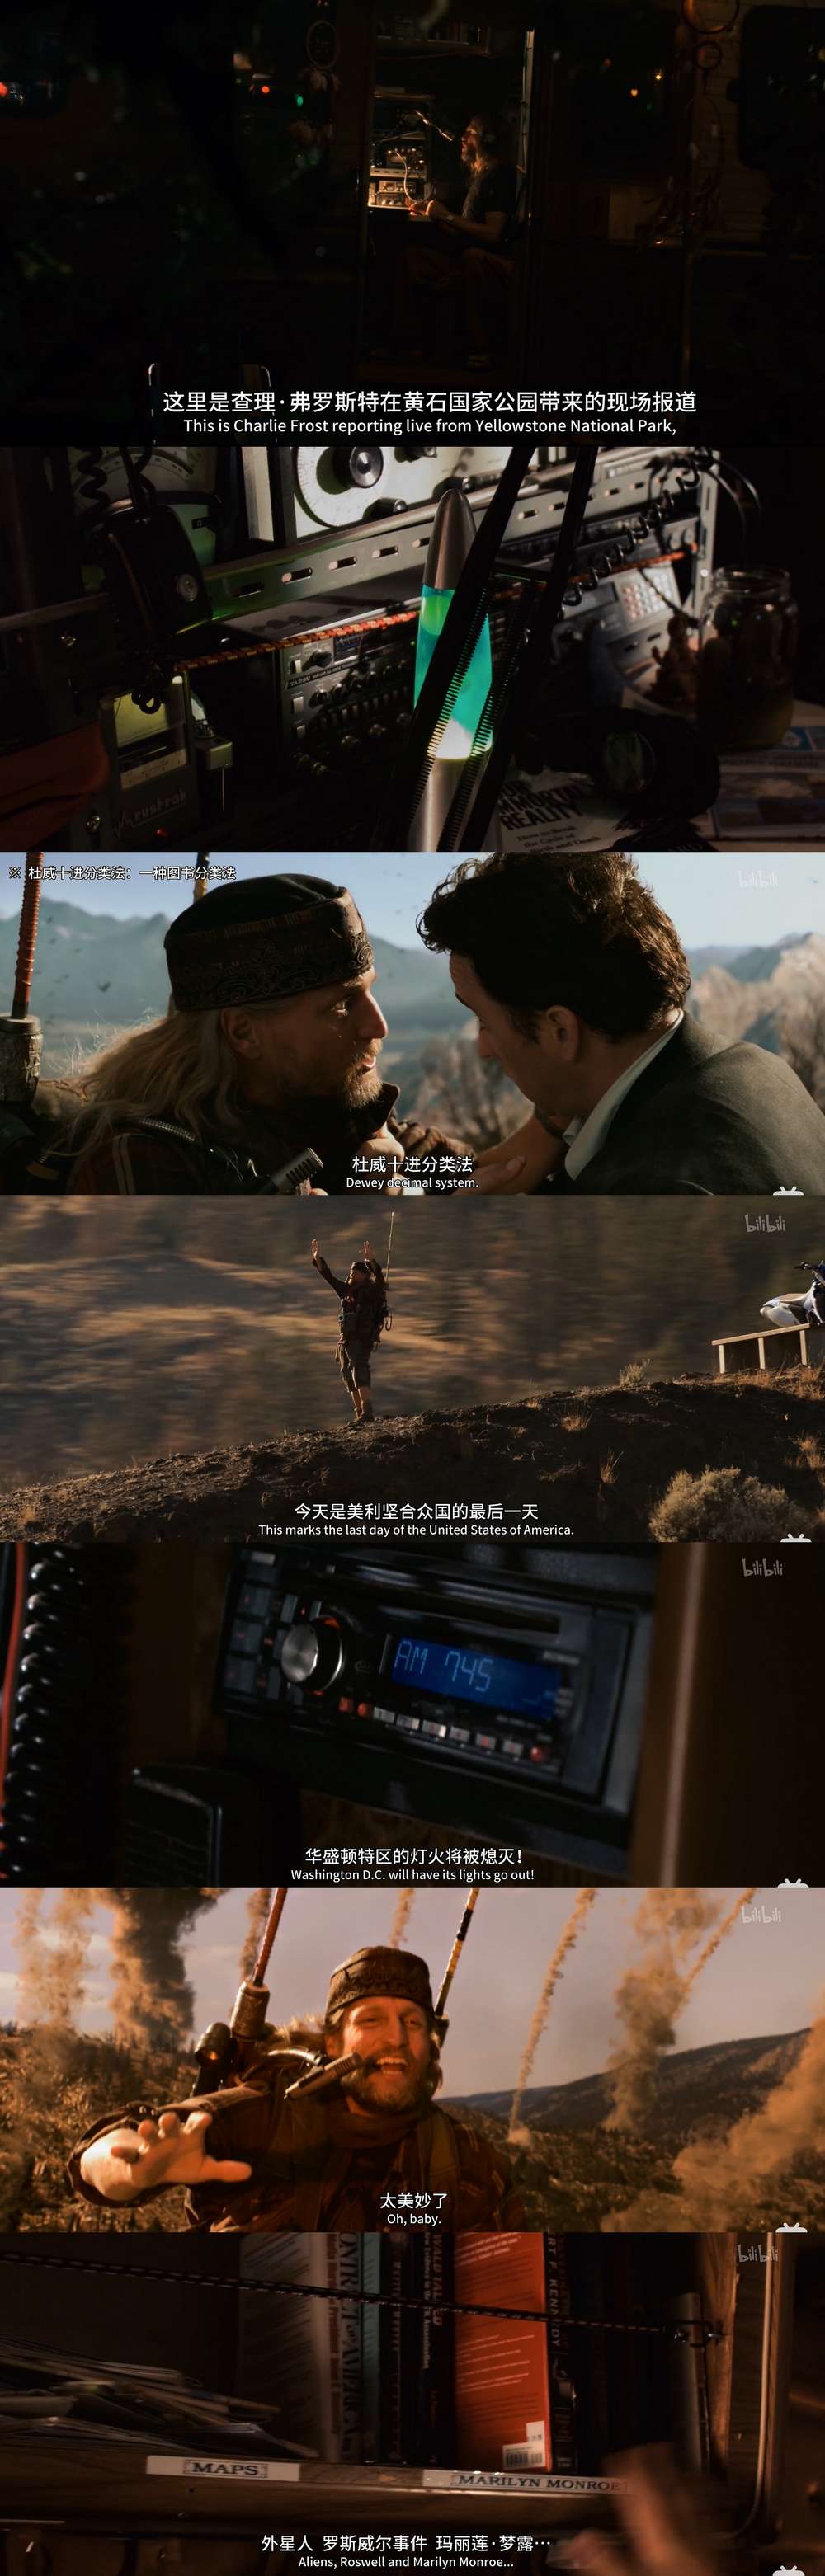 这里是查理·弗罗斯特在黄石国家公园带来的现场报道
This is Charlie Frost reporting live from Yellowstone National Park,
rustrak
REALITY
※ 杜威十进分类法：一种图书分类法
bilibili
杜威十进分类法
Dewey decimal system.
bilibili
今天是美利坚合众国的最后一天
This marks the last day of the United States of America.
bilibili
AM 745
华盛顿特区的灯火将被熄灭！
Washington D.C. will have its lights go out!
bilibili
太美妙了
Oh, baby.
bilibili
MAPS
MARILYN MONROE
外星人 罗斯威尔事件 玛丽莲·梦露…
Aliens, Roswell and Marilyn Monroe...